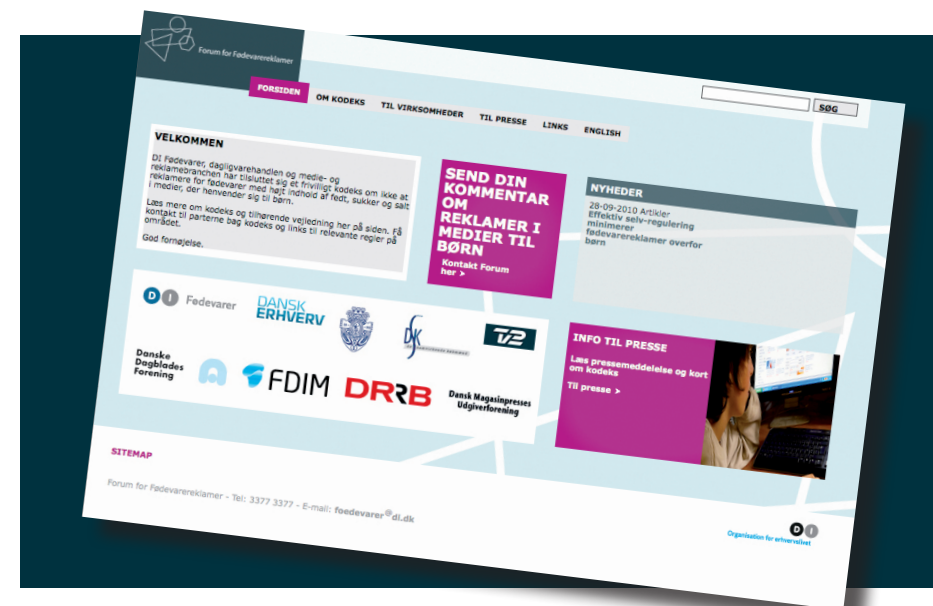 Forum for Fødevarereklamer
SØG
FORSIDEN
OM KODEKS
TIL VIRKSOMHEDER
TIL PRESSE
LINKS
ENGLISH
VELKOMMEN
DI Fødevarer, dagligvarehandlen og medie- og
reklamebranchen har tilsluttet sig et frivilligt kodeks om ikke at
reklamere for fødevarer med højt indhold af fedt, sukker og salt
i medier, der henvender sig til børn.
Læs mere om kodeks og tilhørende vejledning her på siden. Få
kontakt til parterne bag kodeks og links til relevante regler på
området.
God fornøjelse.
SEND DIN
KOMMENTAR
OM
REKLAMER I
MEDIER TIL
BØRN
Kontakt Forum
her >
NYHEDER
28-09-2010 Artikler
Effektiv selv-regulering
minimerer
fødevarereklamer overfor
børn
DI Fødevarer
DANSK
ERHVERV
DSK
TV2
Danske
Dagblades
Forening
FDIM
DRRB
Dansk Magasinpresses
Udgiverforening
INFO TIL PRESSE
Læs pressemeddelelse og kort
om kodeks
Til presse >
SITEMAP
Forum for Fødevarereklamer - Tel: 3377 3377 - E-mail: foedevarer@di.dk
DI
Organisation for erhvervslivet